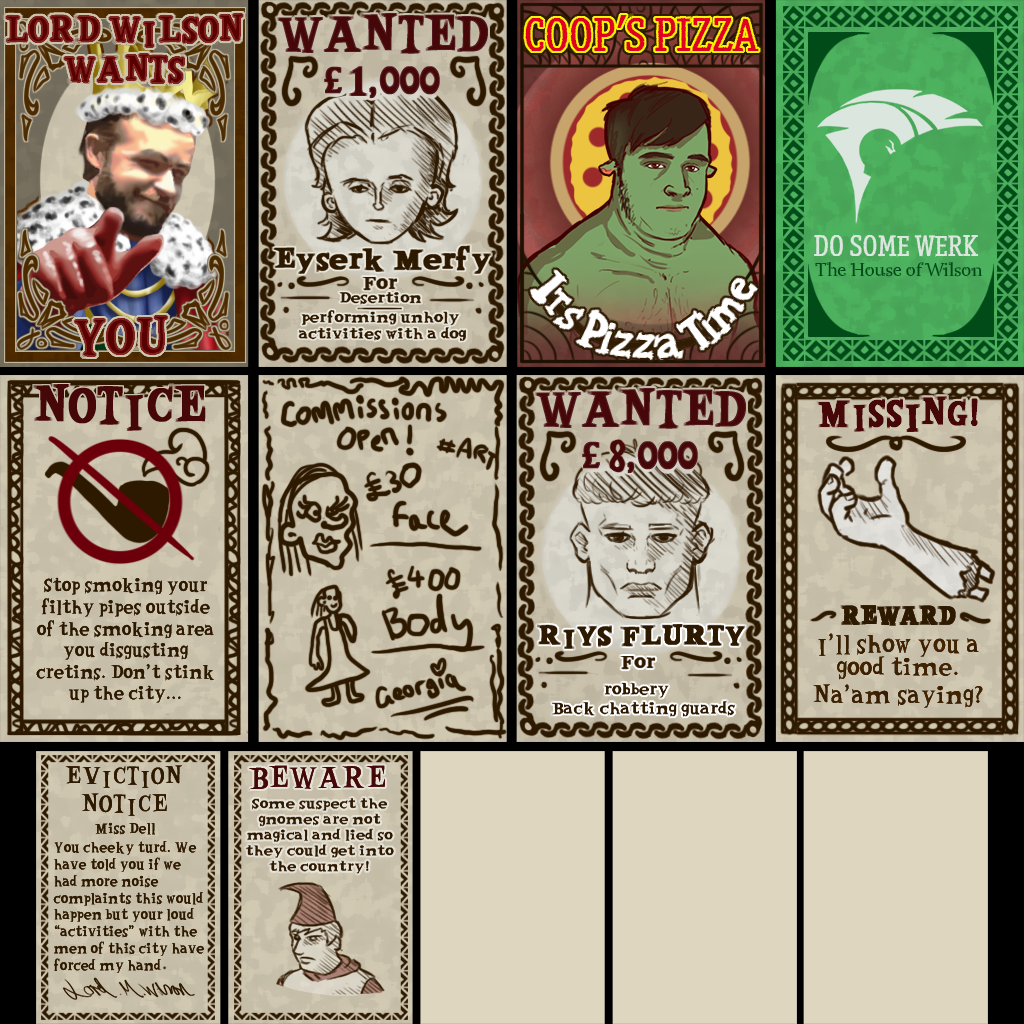 LORD WILSON
WANTS
YOU
WANTED
£1,000
Eyserk Merfy
For
Desertion
performing unholy
activities with a dog
COOP'S PIZZA
Its Pizza Time
DO SOME WERK
The House of Wilson
NOTICE
Stop smoking your
filthy pipes outside
of the smoking area
you disgusting
cretins. Don't stink
up the city...
Commissions
Open!
#ART
£30
Face
£400
Body
Georgia
WANTED
£8,000
RIYS FLURTY
For
robbery
Back chatting guards
MISSING!
REWARD
I'll show you a
good time.
Na'am saying?
EVICTION
NOTICE
Miss Dell
You cheeky turd. We
have told you if we
had more noise
complaints this would
happen but your loud
"activities" with the
men of this city have
forced my hand.
Lord.M.Wilson
BEWARE
Some suspect the
gnomes are not
magical and lied so
they could get into
the country!